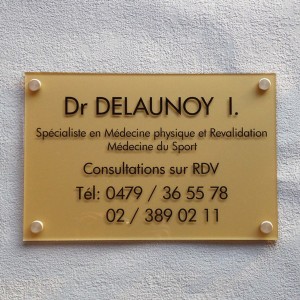 Dr DELAUNOY I.
Spécialiste en Médecine physique et Revalidation
Médecine du Sport
Consultations sur RDV
Tél: 0479 / 36 55 78
02 / 389 02 11